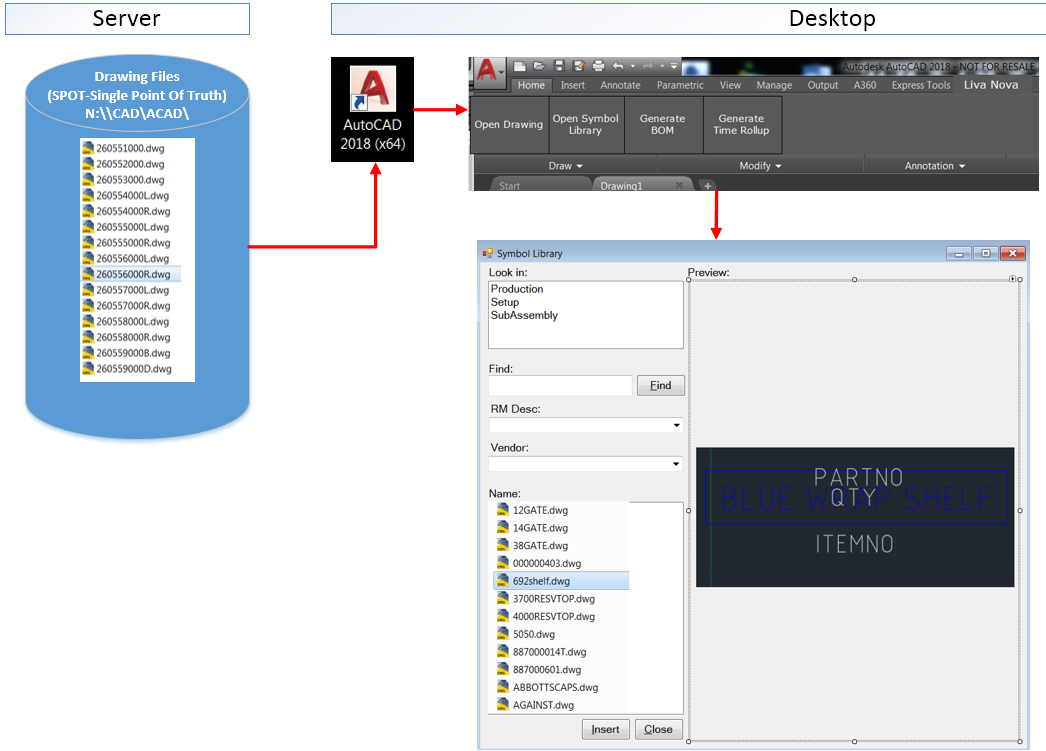 Server
Desktop
Drawing Files
(SPOT-Single Point Of Truth)
N:\\CAD\ACAD\
260551000.dwg
260552000.dwg
260553000.dwg
260554000L.dwg
260554000R.dwg
260555000L.dwg
260555000R.dwg
260556000L.dwg
260556000R.dwg
260557000L.dwg
260557000R.dwg
260558000L.dwg
260558000R.dwg
260559000B.dwg
260559000D.dwg
AutoCAD
2018 (x64)
Autodesk AutoCAD 2018 - NOT FOR RESALE
Home Insert Annotate Parametric View Manage Output A360 Express Tools Liva Nova
Open Drawing
Open Symbol
Library
Generate
BOM
Generate
Time Rollup
Draw Modify Annotation
Start Drawing1
Symbol Library
Look in:
Production
Setup
SubAssembly
Find:
Find
RM Desc:
Vendor:
Name:
12GATE.dwg
14GATE.dwg
38GATE.dwg
000000403.dwg
692shelf.dwg
3700RESVTOP.dwg
4000RESVTOP.dwg
5050.dwg
887000014T.dwg
887000601.dwg
ABBOTTSCAPS.dwg
AGAINST.dwg
Insert Close
Preview:
PARTNO
BLUE WRAP SHELF
QTY
ITEMNO